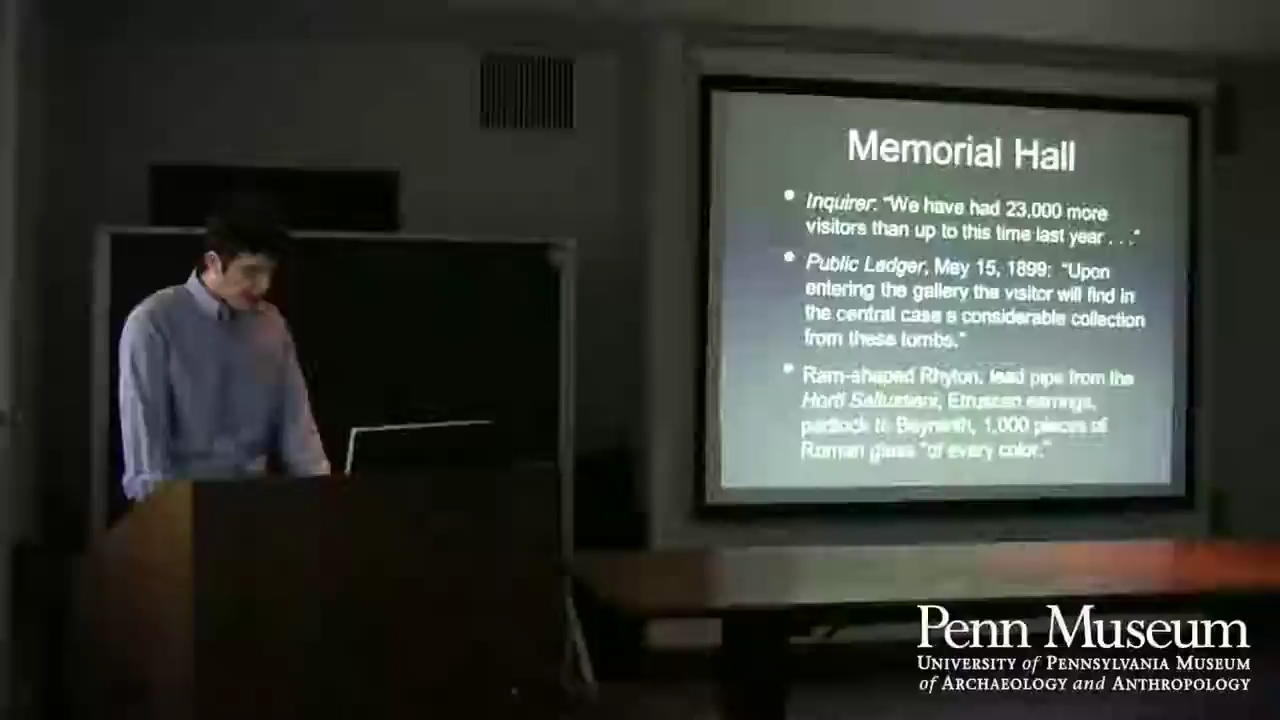 Memorial Hall
• Inquirer: "We have had 23,000 more
visitors than up to this time last year . . ."
• Public Ledger, May 15, 1899: "Upon
entering the gallery the visitor will find in
the central case a considerable collection
from these tombs."
• Ram-shaped Rhyton, lead pipe from the
Horti Sallustiani, Etruscan earrings,
padlock to Bayreuth, 1,000 pieces of
Roman glass "of every color."
Penn Museum
UNIVERSITY of PENNSYLVANIA MUSEUM
of ARCHAEOLOGY and ANTHROPOLOGY